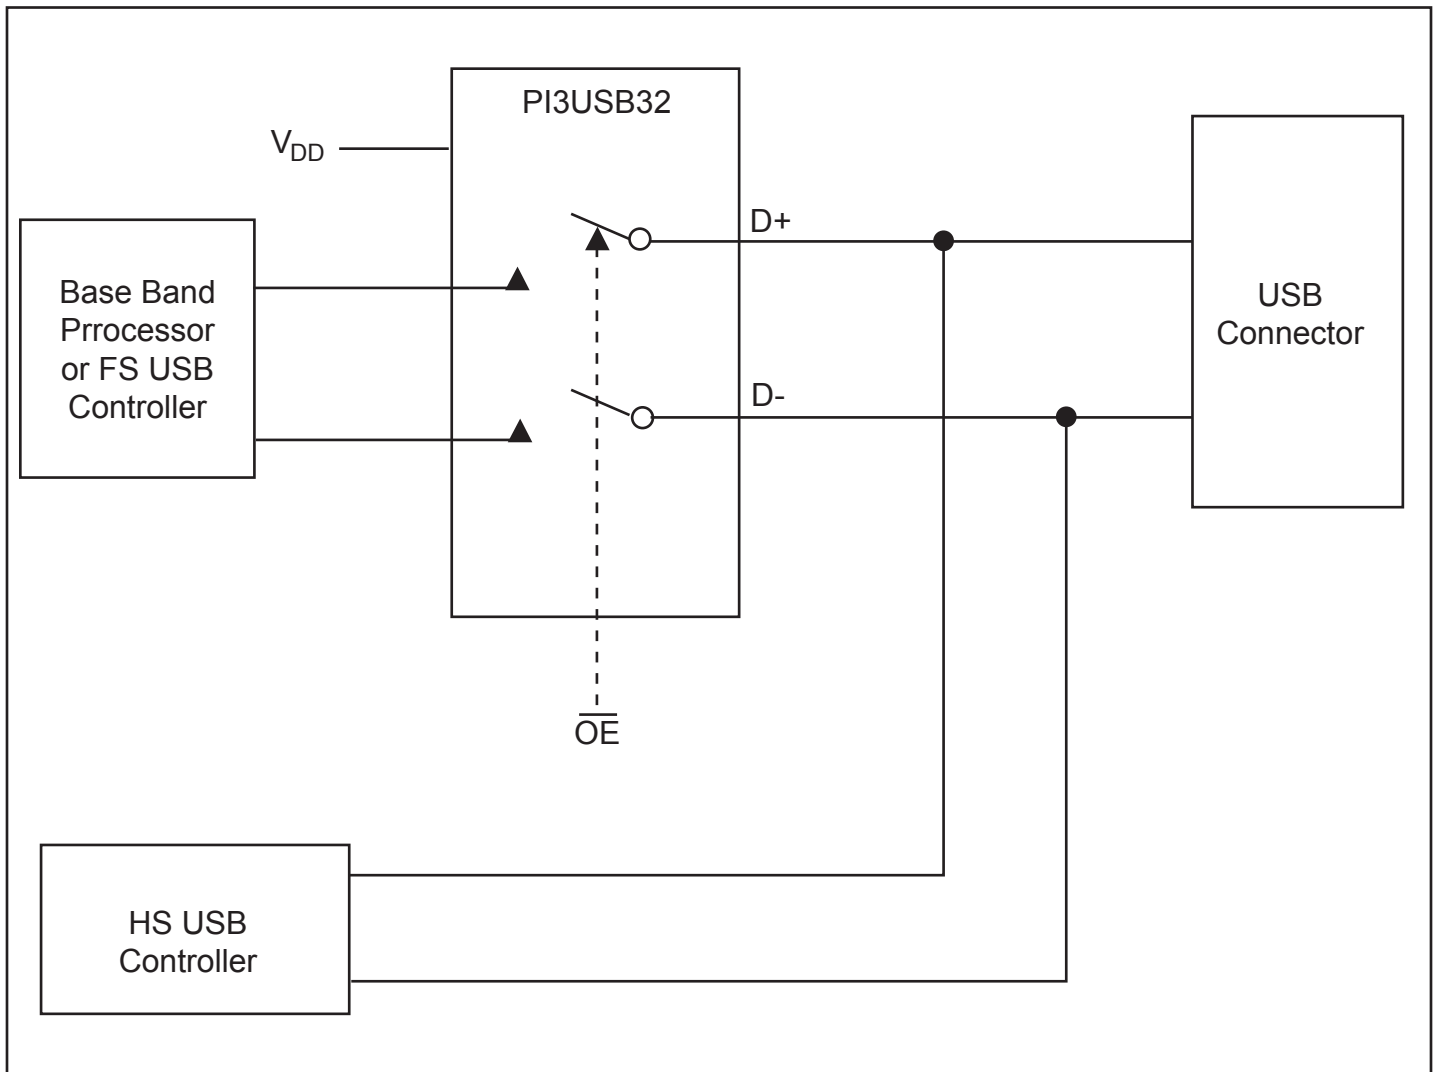 PI3USB32
VDD
D+
Base Band
Prrocessor
or FS USB
Controller
USB
Connector
D-
OE
HS USB
Controller